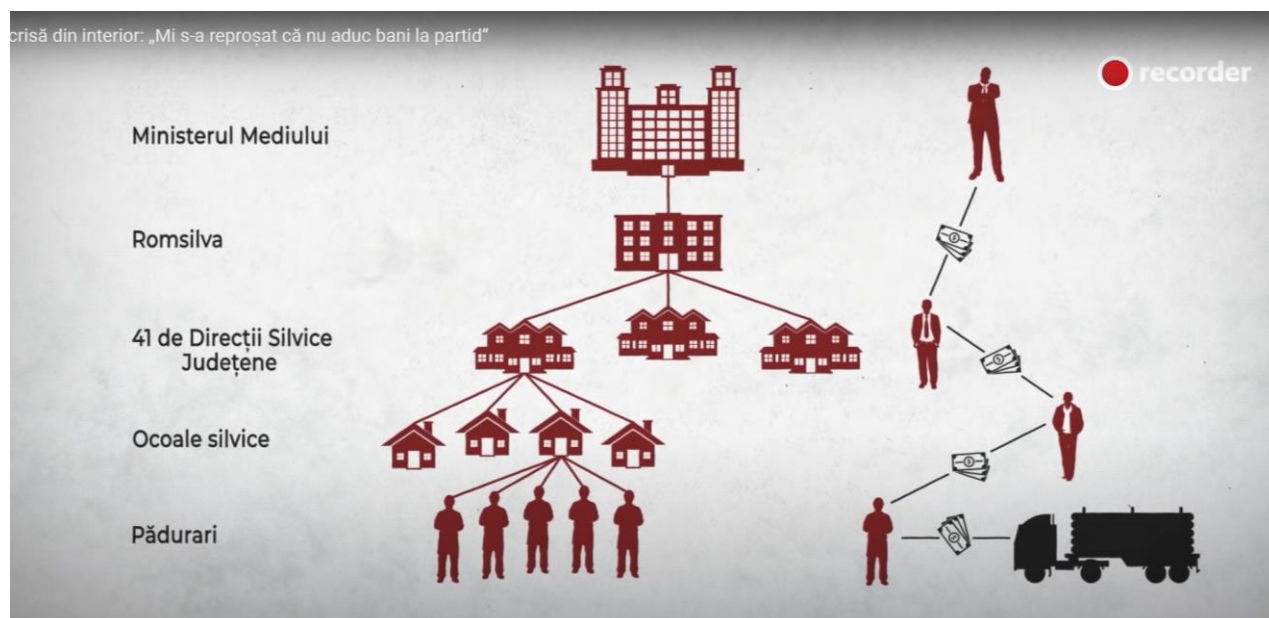 crisă din interior: „Mi s-a reproșat că nu aduc bani la partid“
recorder
Ministerul Mediului
Romsilva
41 de Direcții Silvice
Județene
Ocoale silvice
Pădurari